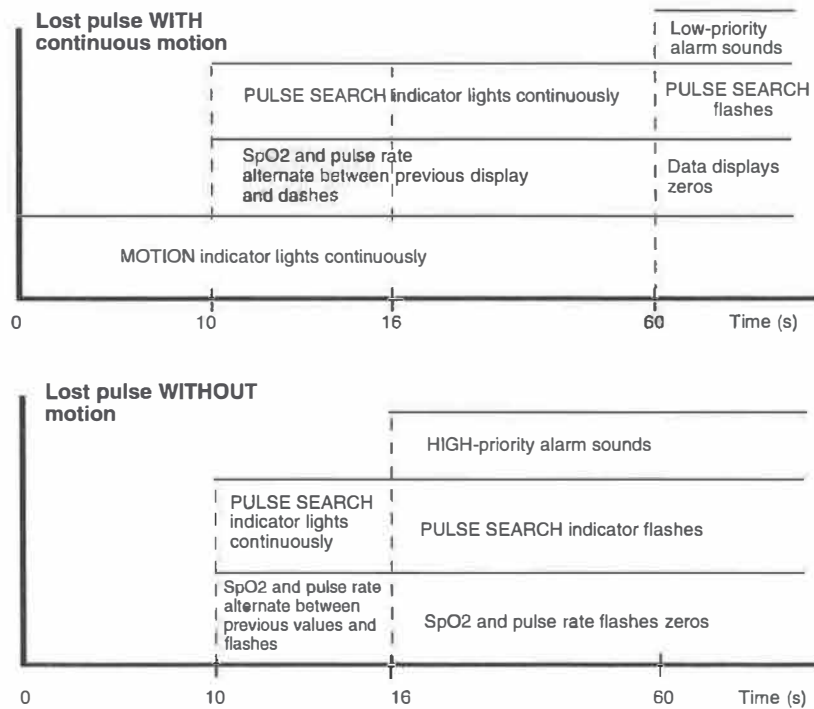 Lost pulse WITH
continuous motion
Low-priority
alarm sounds
PULSE SEARCH indicator lights continuously
PULSE SEARCH
flashes
SpO2 and pulse rate
alternate between previous display
and dashes
Data displays
zeros
MOTION indicator lights continuously
0 10 16 60 Time (s)
Lost pulse WITHOUT
motion
HIGH-priority alarm sounds
PULSE SEARCH
indicator lights
continuously
PULSE SEARCH indicator flashes
SpO2 and pulse rate
alternate between
previous values and
flashes
SpO2 and pulse rate flashes zeros
0 10 16 60 Time (s)